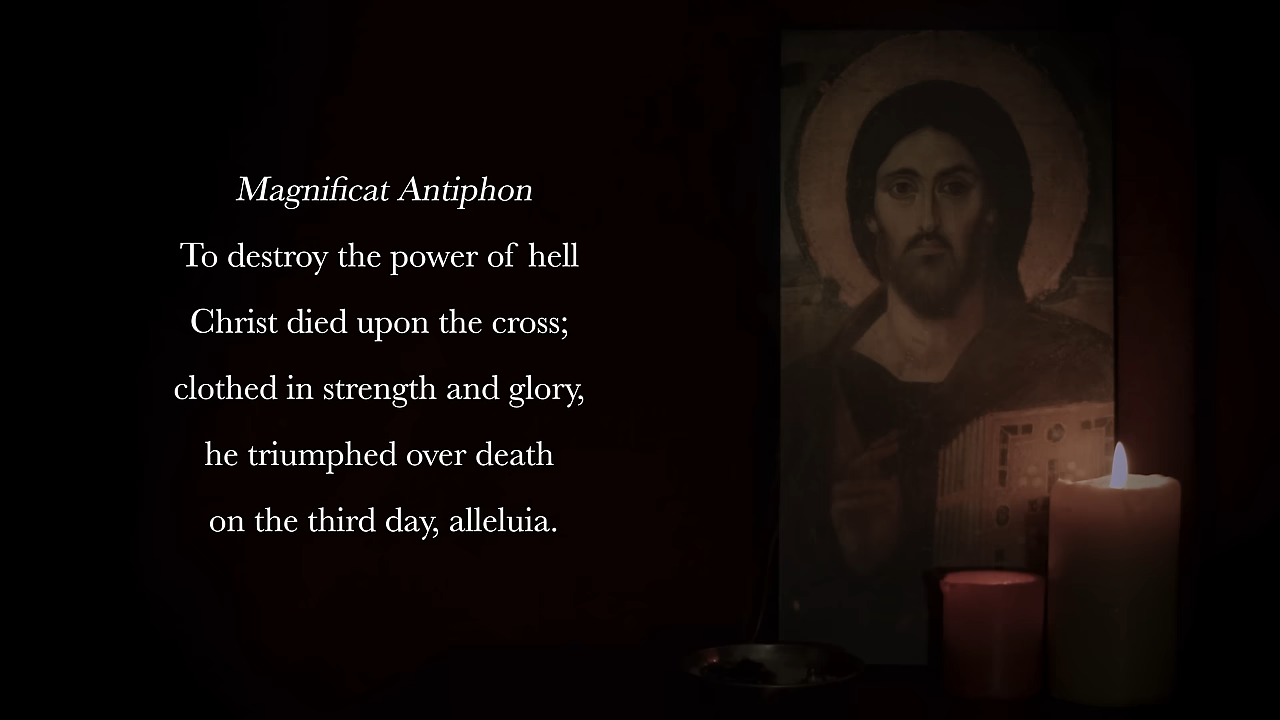 Magnificat Antiphon
To destroy the power of hell
Christ died upon the cross;
clothed in strength and glory,
he triumphed over death
on the third day, alleluia.